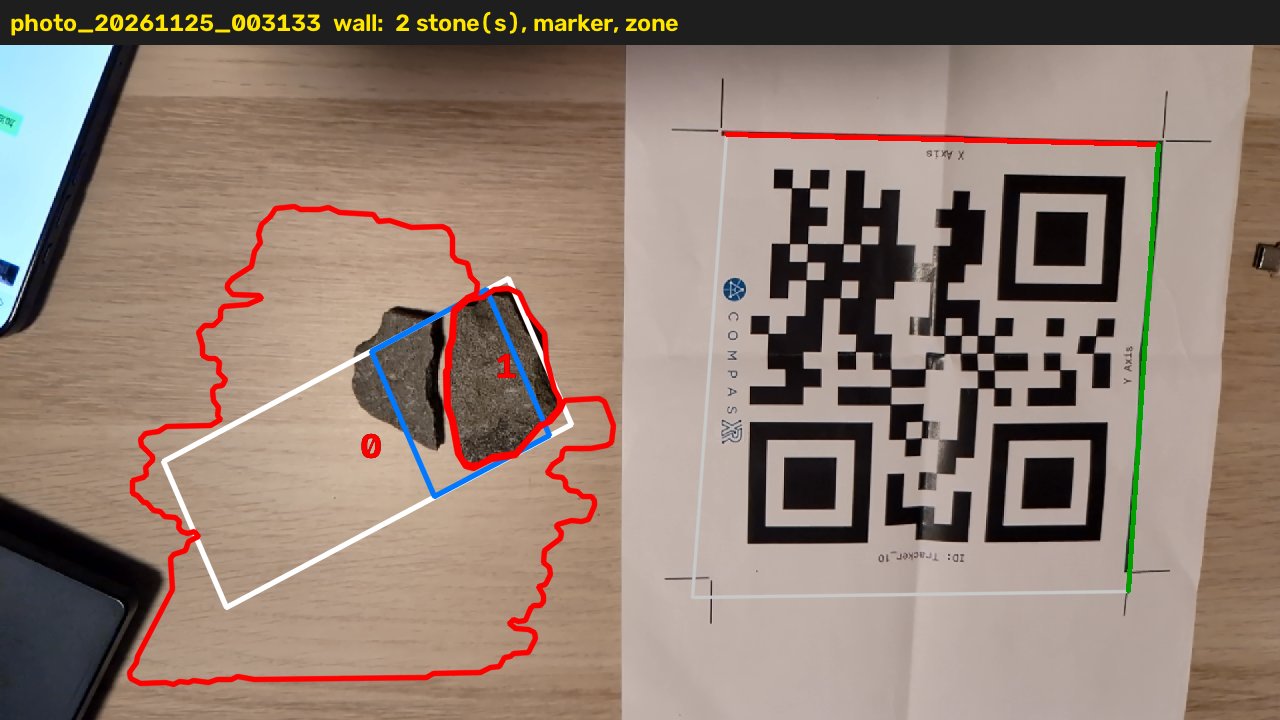 photo_20261125_003133 wall: 2 stone(s), marker, zone
X Axis
1
Y Axis
COMPAS XR
0
ID: Tracker_10